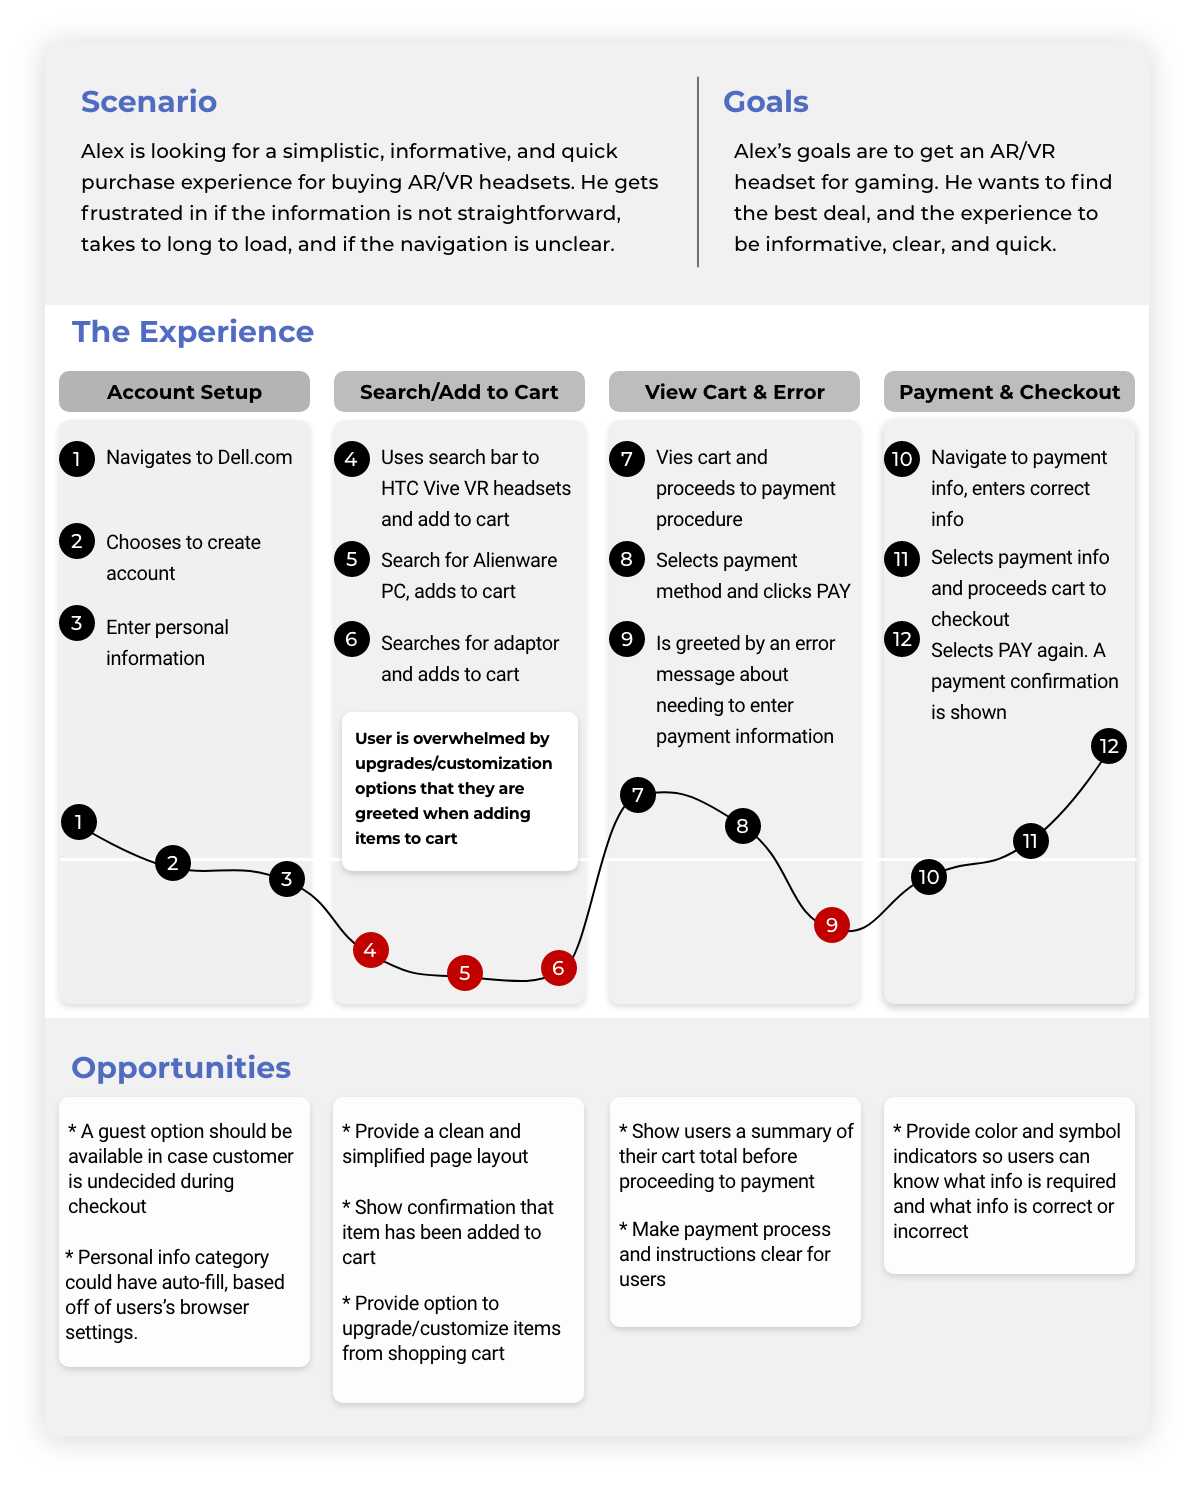 Scenario
Alex is looking for a simplistic, informative, and quick
purchase experience for buying AR/VR headsets. He gets
frustrated in if the information is not straightforward,
takes to long to load, and if the navigation is unclear.
Goals
Alex’s goals are to get an AR/VR
headset for gaming. He wants to find
the best deal, and the experience to
be informative, clear, and quick.
The Experience
Account Setup
1 Navigates to Dell.com
2 Chooses to create
account
3 Enter personal
information
Search/Add to Cart
4 Uses search bar to
HTC Vive VR headsets
and add to cart
5 Search for Alienware
PC, adds to cart
6 Searches for adaptor
and adds to cart
User is overwhelmed by
upgrades/customization
options that they are
greeted when adding
items to cart
View Cart & Error
7 Vies cart and
proceeds to payment
procedure
8 Selects payment
method and clicks PAY
9 Is greeted by an error
message about
needing to enter
payment information
Payment & Checkout
10 Navigate to payment
info, enters correct
info
11 Selects payment info
and proceeds cart to
checkout
12 Selects PAY again. A
payment confirmation
is shown
1
2
3
4
5
6
7
8
9
10
11
12
Opportunities
* A guest option should be
available in case customer
is undecided during
checkout
* Personal info category
could have auto-fill, based
off of users’s browser
settings.
* Provide a clean and
simplified page layout
* Show confirmation that
item has been added to
cart
* Provide option to
upgrade/customize items
from shopping cart
* Show users a summary of
their cart total before
proceeding to payment
* Make payment process
and instructions clear for
users
* Provide color and symbol
indicators so users can
know what info is required
and what info is correct or
incorrect